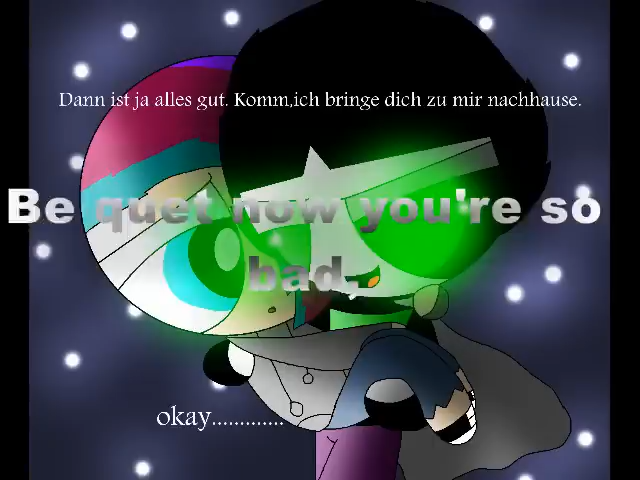 Dann ist ja alles gut. Komm,ich bringe dich zu mir nachhause.
Be quet now you're so
bad.
okay.............